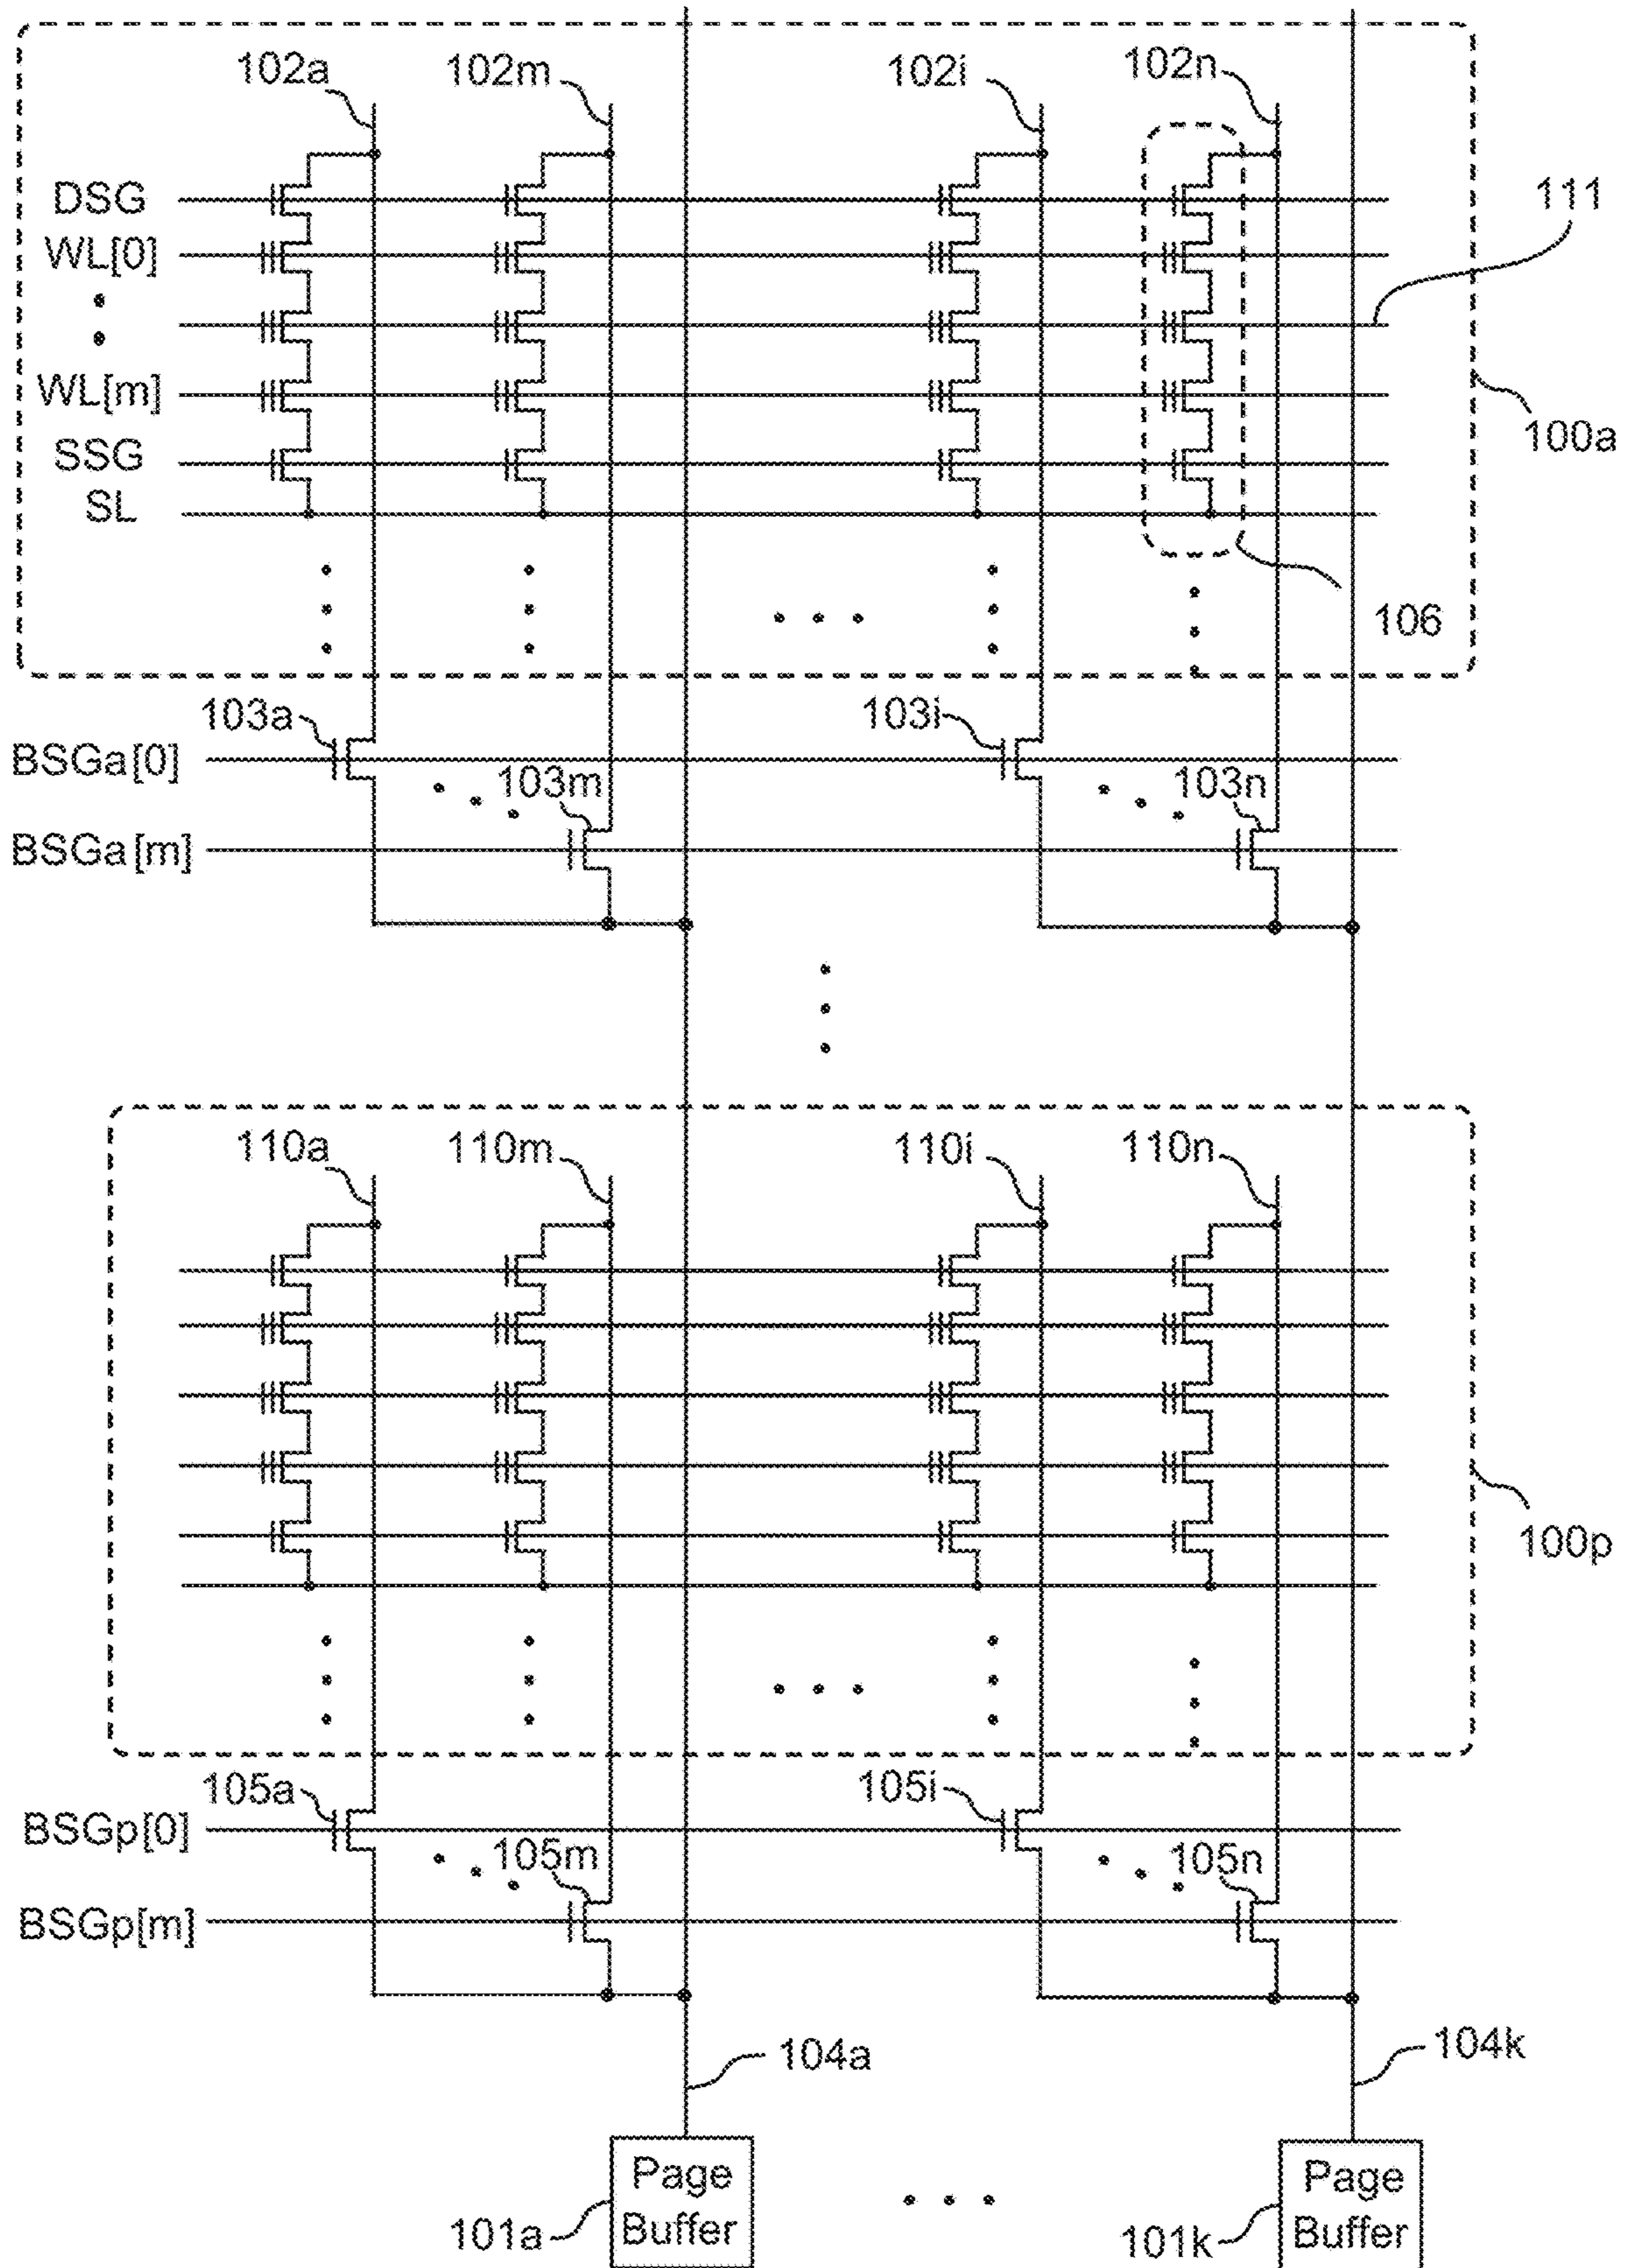 102a 102m 102i 102n
DSG
111
WL[0]
WL[m]
100a
SSG
SL
106
103a 103i
BSGa[0]
103m 103n
BSGa[m]
110a 110m 110i 110n
100p
105a 105i
BSGp[0]
105m 105n
BSGp[m]
104a 104k
Page Page
Buffer Buffer
101a 101k